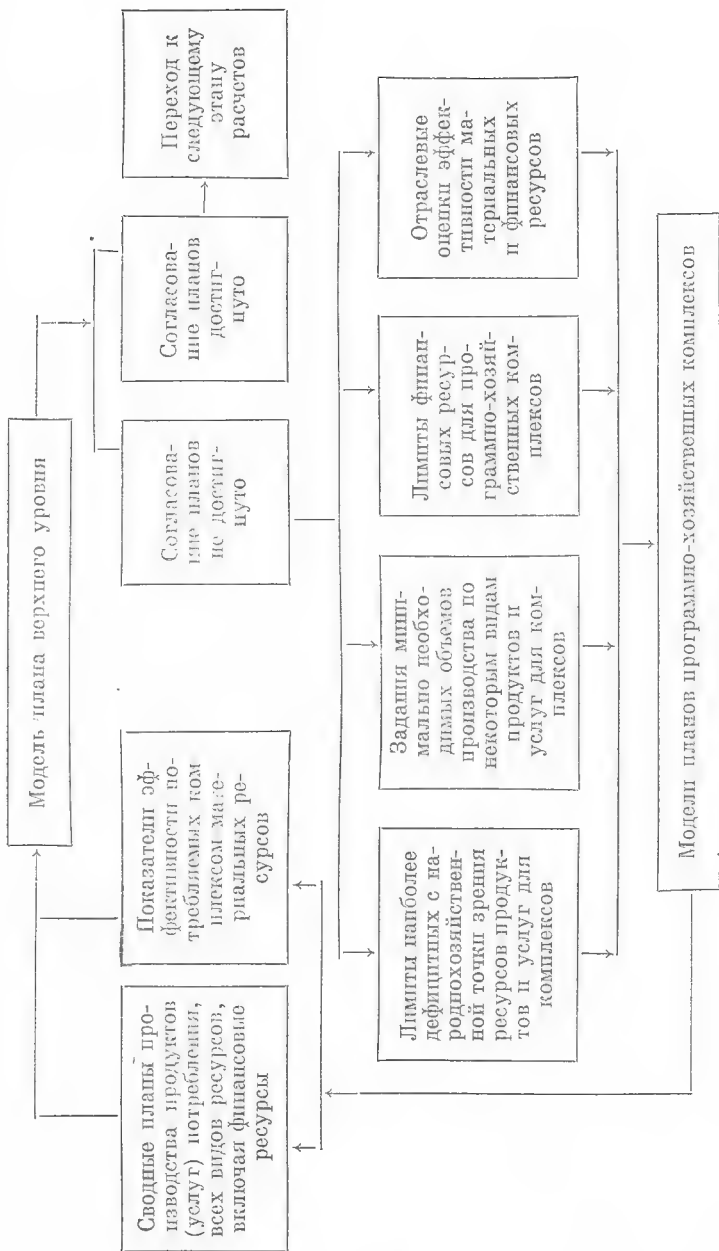 Модель плана верхнего уровня
Сводные планы про-
изводства продуктов
(услуг) потребления,
всех видов ресурсов,
включая финансовые
ресурсы
Показатели эф-
фективности по-
требляемых ком
плексом мате-
риальных ре-
сурсов
Согласова-
ние планов
не достиг-
нуто
Согласова-
ние планов
достиг-
нуто
Переход к
следующему
этапу
расчетов
Лимиты наиболее
дефицитных с на-
роднохозяйствен-
ной точки зрения
ресурсов продук-
тов и услуг для
комплексов
Задания мини-
мально необхо-
димых объемов
производства по
некоторым видам
продуктов и
услуг для ком-
плексов
Лимиты финан-
совых ресур-
сов для про-
граммно-хозяй-
ственных ком-
плексов
Отраслевые
оценки эффек-
тивности ма-
териальных
и финансовых
ресурсов
Модели планов программно-хозяйственных комплексов